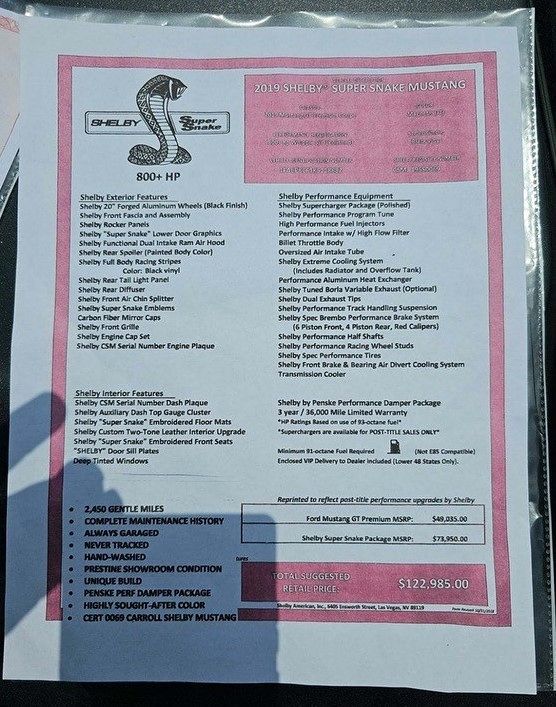 SHELBY Super Snake
800+ HP
2019 SHELBY® SUPER SNAKE MUSTANG
Shelby Exterior Features
Shelby 20" Forged Aluminum Wheels (Black Finish)
Shelby Front Fascia and Assembly
Shelby Rocker Panels
Shelby "Super Snake" Lower Door Graphics
Shelby Functional Dual Intake Ram Air Hood
Shelby Rear Spoiler (Painted Body Color)
Shelby Full Body Racing Stripes
Color: Black vinyl
Shelby Rear Tail Light Panel
Shelby Rear Diffuser
Shelby Front Air Chin Splitter
Shelby Super Snake Emblems
Carbon Fiber Mirror Caps
Shelby Front Grille
Shelby Engine Cap Set
Shelby CSM Serial Number Engine Plaque
Shelby Performance Equipment
Shelby Supercharger Package (Polished)
Shelby Performance Program Tune
High Performance Fuel Injectors
Performance Intake w/ High Flow Filter
Billet Throttle Body
Oversized Air Intake Tube
Shelby Extreme Cooling System
(Includes Radiator and Overflow Tank)
Performance Aluminum Heat Exchanger
Shelby Tuned Borla Variable Exhaust (Optional)
Shelby Dual Exhaust Tips
Shelby Performance Track Handling Suspension
Shelby Spec Brembo Performance Brake System
(6 Piston Front, 4 Piston Rear, Red Calipers)
Shelby Performance Half Shafts
Shelby Performance Racing Wheel Studs
Shelby Spec Performance Tires
Shelby Front Brake & Bearing Air Divert Cooling System
Transmission Cooler
Shelby Interior Features
Shelby CSM Serial Number Dash Plaque
Shelby Auxiliary Dash Top Gauge Cluster
Shelby "Super Snake" Embroidered Floor Mats
Shelby Custom Two-Tone Leather Interior Upgrade
Shelby "Super Snake" Embroidered Front Seats
"SHELBY" Door Sill Plates
Deep Tinted Windows
Shelby by Penske Performance Damper Package
3 year / 36,000 Mile Limited Warranty
*HP Ratings Based on use of 93-octane fuel*
*Superchargers are available for POST-TITLE SALES ONLY*
Minimum 91-octane Fuel Required (Not E85 Compatible)
Enclosed VIP Delivery to Dealer included (Lower 48 States Only).
Reprinted to reflect post-title performance upgrades by Shelby
Ford Mustang GT Premium MSRP: $49,035.00
Shelby Super Snake Package MSRP: $73,950.00
TOTAL SUGGESTED
RETAIL PRICE: $122,985.00
Shelby American, Inc., 6405 Ensworth Street, Las Vegas, NV 89119
• 2,450 GENTLE MILES
• COMPLETE MAINTENANCE HISTORY
• ALWAYS GARAGED
• NEVER TRACKED
• HAND-WASHED
• PRESTINE SHOWROOM CONDITION
• UNIQUE BUILD
• PENSKE PERF DAMPER PACKAGE
• HIGHLY SOUGHT-AFTER COLOR
• CERT 0069 CARROLL SHELBY MUSTANG